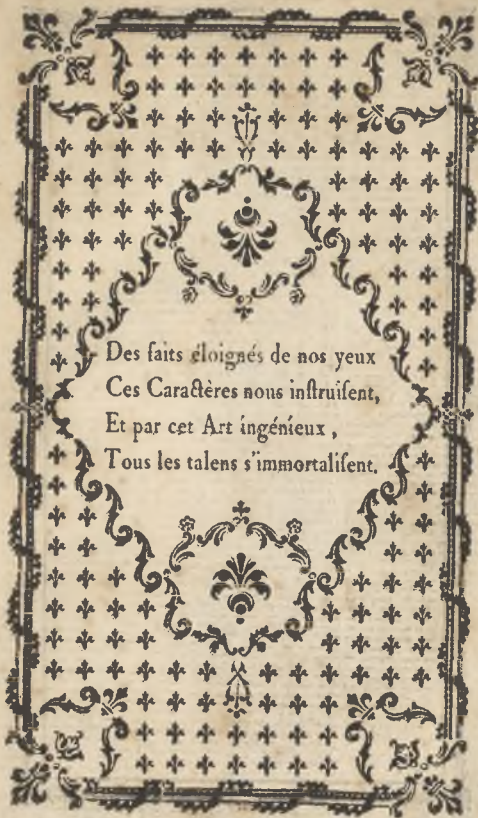 Des faits éloignés de nos yeux
Ces Caractères nous inſtruiſent,
Et par cet Art ingénieux,
Tous les talens s'immortaliſent.